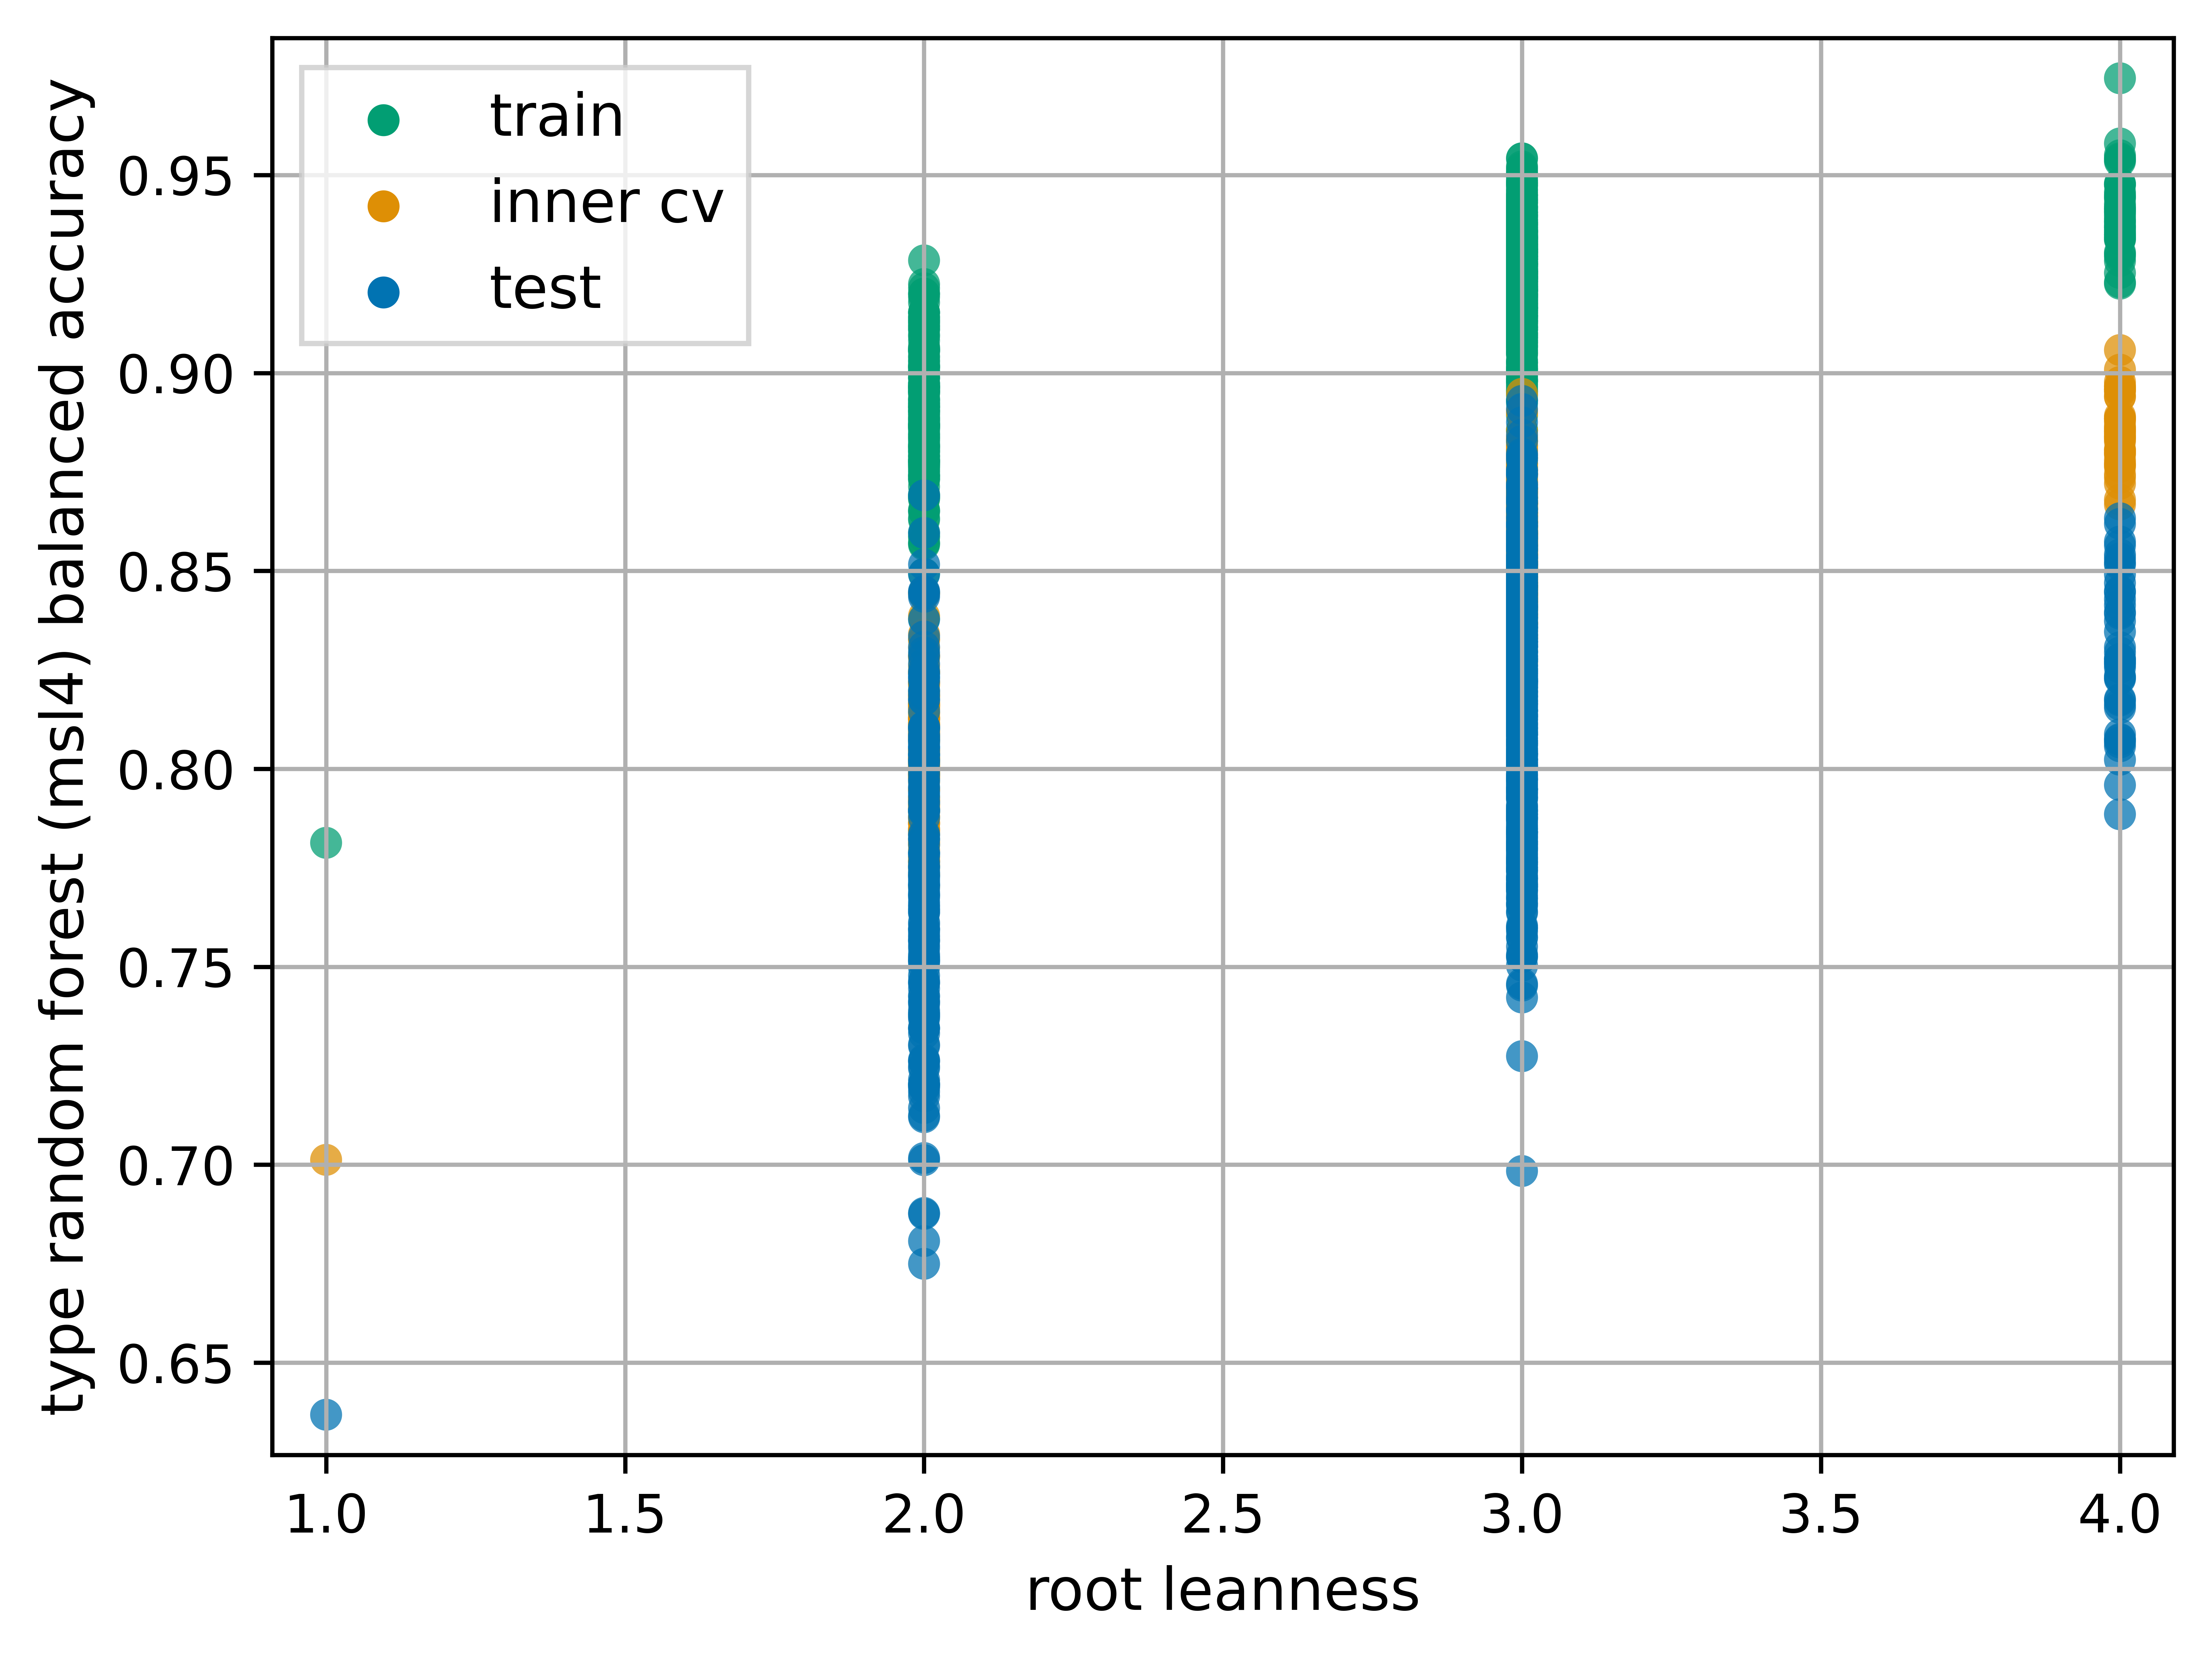 type random forest (msl4) balanced accuracy
0.95
0.90
0.85
0.80
0.75
0.70
0.65
train
inner cv
test
1.0 1.5 2.0 2.5 3.0 3.5 4.0
root leanness